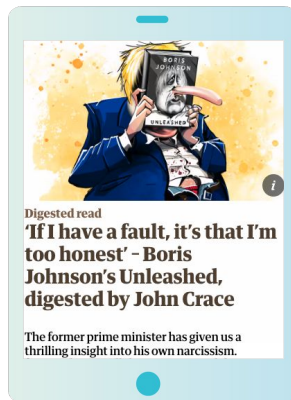 BORIS
JOHNSON
UNLEASHED
i
Digested read
‘If I have a fault, it’s that I’m
too honest’ – Boris
Johnson’s Unleashed,
digested by John Crace
The former prime minister has given us a
thrilling insight into his own narcissism.